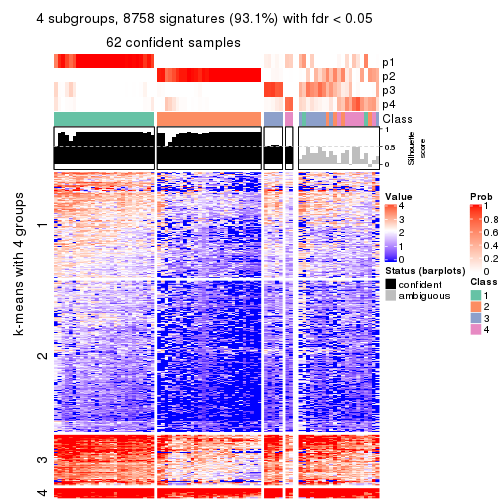 4 subgroups, 8758 signatures (93.1%) with fdr < 0.05
62 confident samples
p1
p2
p3
p4
Class
1
0.5
0
Silhouette
score
k-means with 4 groups
1
2
3
4
Value
4
3
2
1
0
Status (barplots)
confident
ambiguous
Prob
1
0.8
0.6
0.4
0.2
0
Class
1
2
3
4